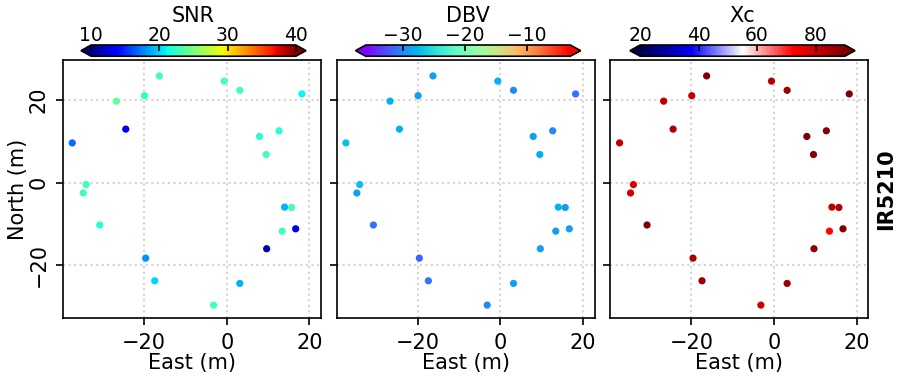 SNR DBV Xc
10 20 30 40 −30 −20 −10 20 40 60 80
20
0
−20
North (m)
−20 0 20 −20 0 20 −20 0 20
East (m) East (m) East (m)
IR5210